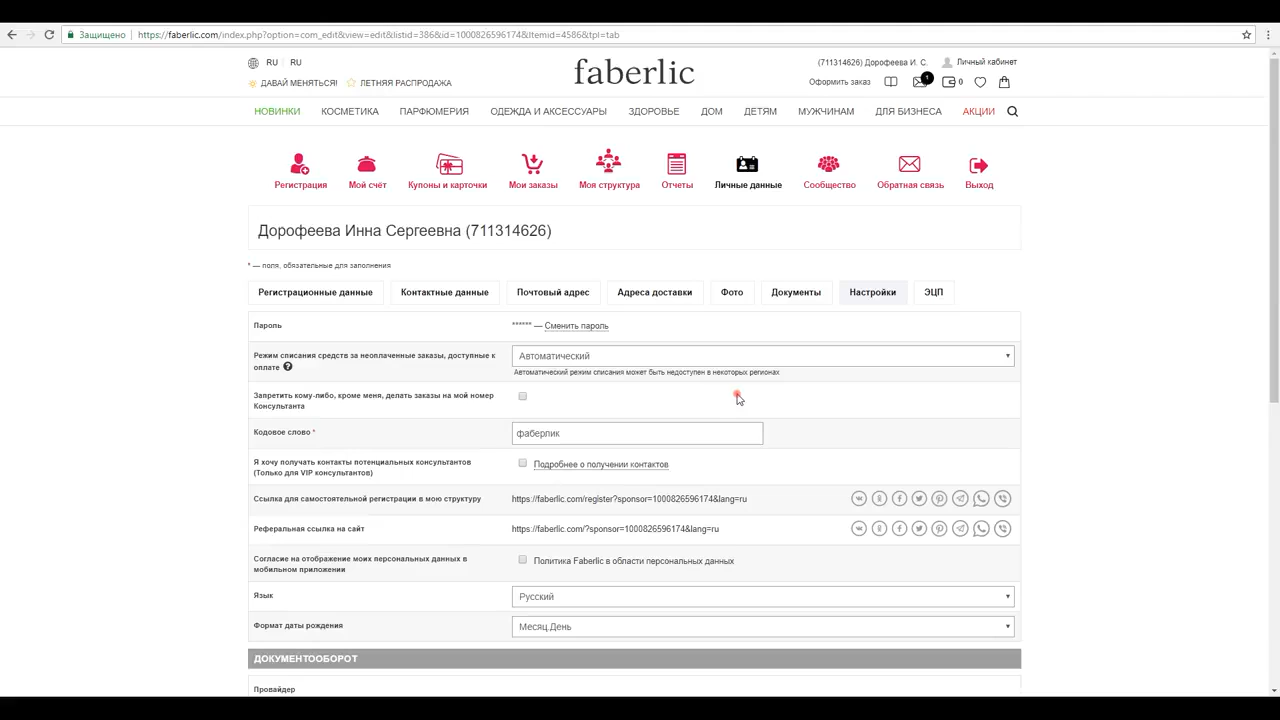 Защищено https://faberlic.com/index.php?option=com_edit&view=edit&listid=386&id=1000826596174&Itemid=4586&tpl=tab
RU RU
ДАВАЙ МЕНЯТЬСЯ! ЛЕТНЯЯ РАСПРОДАЖА
faberlic
(711314626) Дорофеева И. С. Личный кабинет
Оформить заказ 1 0
НОВИНКИ КОСМЕТИКА ПАРФЮМЕРИЯ ОДЕЖДА И АКСЕССУАРЫ ЗДОРОВЬЕ ДОМ ДЕТЯМ МУЖЧИНАМ ДЛЯ БИЗНЕСА АКЦИИ
Регистрация Мой счёт Купоны и карточки Мои заказы Моя структура Отчеты Личные данные Сообщество Обратная связь Выход
Дорофеева Инна Сергеевна (711314626)
* — поля, обязательные для заполнения
Регистрационные данные Контактные данные Почтовый адрес Адреса доставки Фото Документы Настройки ЭЦП
Пароль ****** — Сменить пароль
Режим списания средств за неоплаченные заказы, доступные к
оплате ?
Автоматический
Автоматический режим списания может быть недоступен в некоторых регионах
Запретить кому-либо, кроме меня, делать заказы на мой номер
Консультанта
Кодовое слово * фаберлик
Я хочу получать контакты потенциальных консультантов
(Только для VIP консультантов)
Подробнее о получении контактов
Ссылка для самостоятельной регистрации в мою структуру https://faberlic.com/register?sponsor=1000826596174&lang=ru
Реферальная ссылка на сайт https://faberlic.com/?sponsor=1000826596174&lang=ru
Согласие на отображение моих персональных данных в
мобильном приложении
Политика Faberlic в области персональных данных
Язык Русский
Формат даты рождения Месяц.День
ДОКУМЕНТООБОРОТ
Провайдер